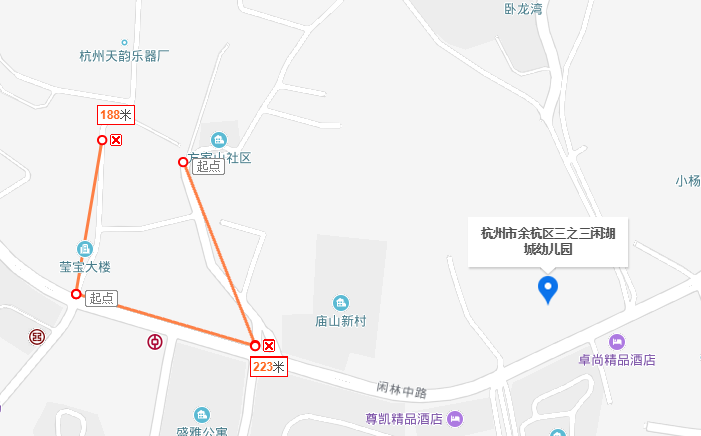 卧龙湾
杭州天韵乐器厂
188米
方家山社区
起点
小杨
杭州市余杭区三之三闲湖
城幼儿园
莹宝大楼
起点
庙山新村
卓尚精品酒店
223米
闲林中路
盛雅公寓
尊凯精品酒店